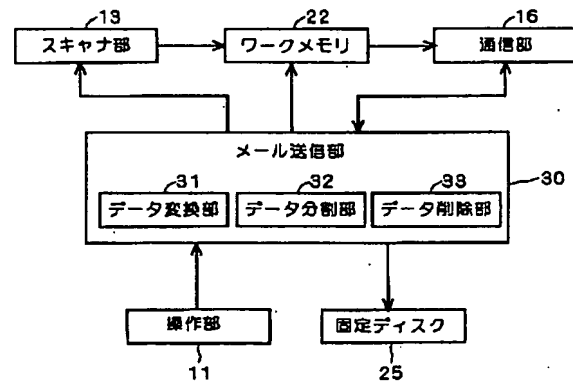 13
22
16
スキャナ部
ワークメモリ
通信部
メール送信部
30
31
32
33
データ変換部
データ分割部
データ削除部
操作部
固定ディスク
11
25